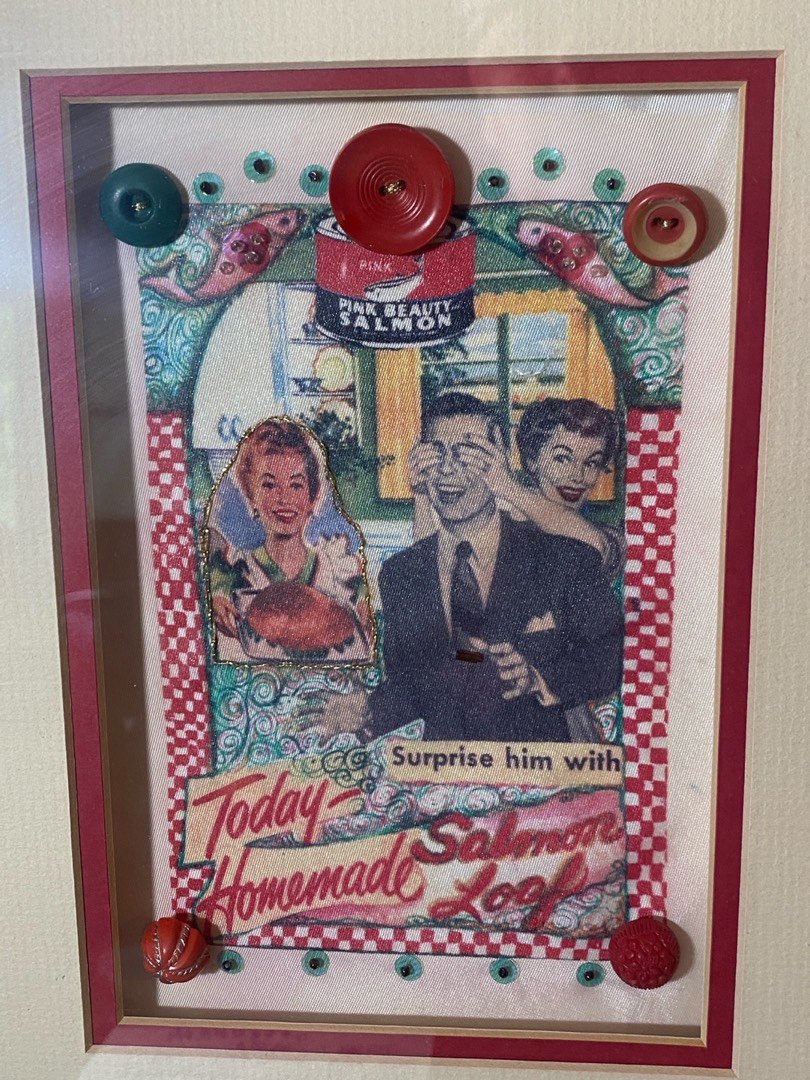 PINK
PINK BEAUTY
SALMON
Surprise him with
Today-
Homemade Salmon
Loaf